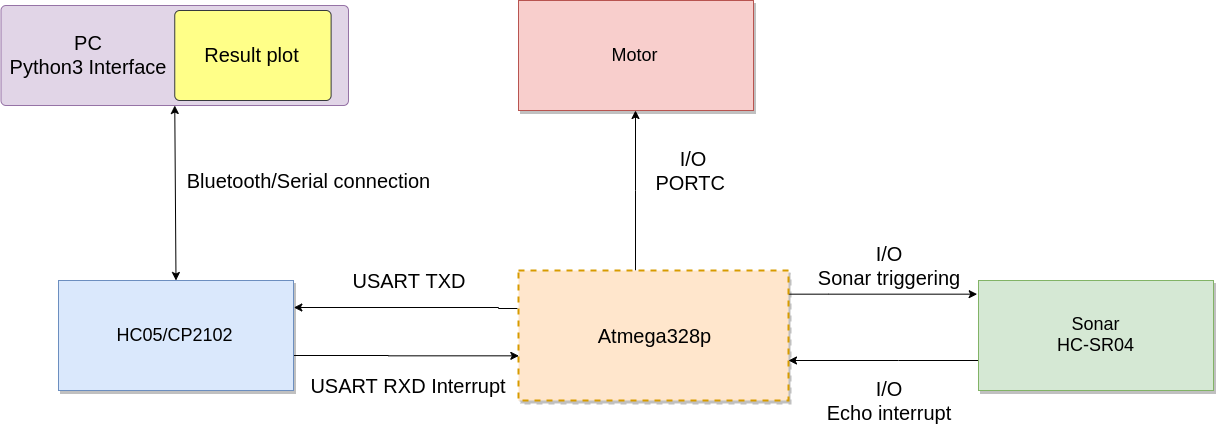 PC
Python3 Interface
Result plot
Motor
I/O
PORTC
Bluetooth/Serial connection
I/O
Sonar triggering
USART TXD
HC05/CP2102
Atmega328p
Sonar
HC-SR04
USART RXD Interrupt
I/O
Echo interrupt